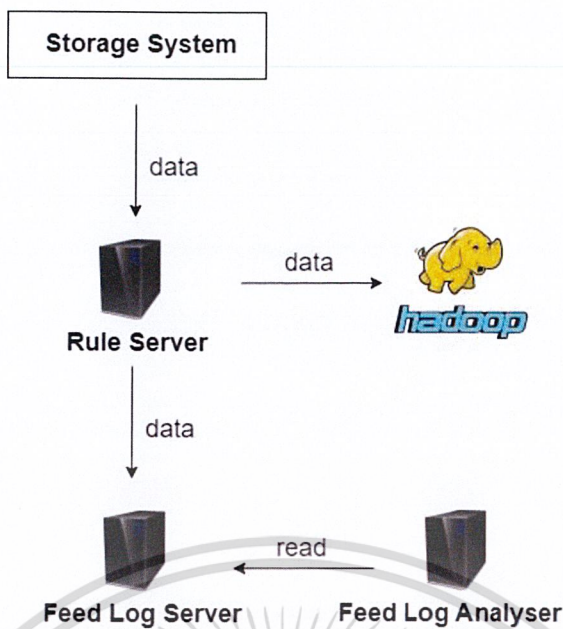 Storage System
data
data
hadoop
Rule Server
data
read
Feed Log Server
Feed Log Analyser